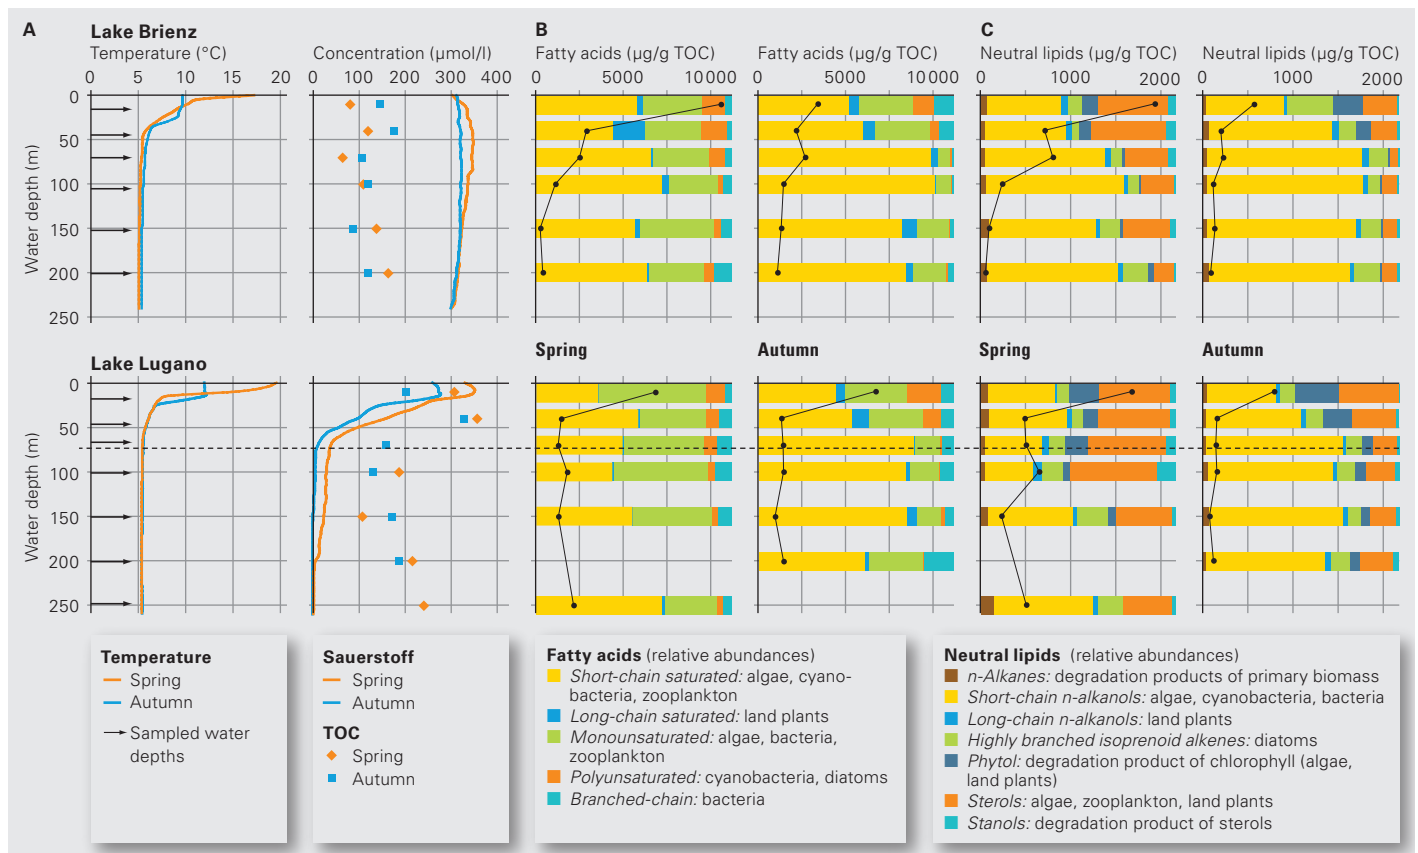 A
Lake Brienz
Temperature (°C)
0 5 10 15 20
Concentration (µmol/l)
0 100 200 300 400
B
Fatty acids (µg/g TOC)
0 5000 10000
Fatty acids (µg/g TOC)
0 5000 10000
C
Neutral lipids (µg/g TOC)
0 1000 2000
Neutral lipids (µg/g TOC)
0 1000 2000
Water depth (m)
0
50
100
150
200
250
Lake Lugano
Spring
Autumn
Spring
Autumn
Water depth (m)
0
50
100
150
200
250
Temperature
Spring
Autumn
Sampled water
depths
Sauerstoff
Spring
Autumn
TOC
Spring
Autumn
Fatty acids (relative abundances)
Short-chain saturated: algae, cyano-
bacteria, zooplankton
Long-chain saturated: land plants
Monounsaturated: algae, bacteria,
zooplankton
Polyunsaturated: cyanobacteria, diatoms
Branched-chain: bacteria
Neutral lipids (relative abundances)
n-Alkanes: degradation products of primary biomass
Short-chain n-alkanols: algae, cyanobacteria, bacteria
Long-chain n-alkanols: land plants
Highly branched isoprenoid alkenes: diatoms
Phytol: degradation product of chlorophyll (algae,
land plants)
Sterols: algae, zooplankton, land plants
Stanols: degradation product of sterols